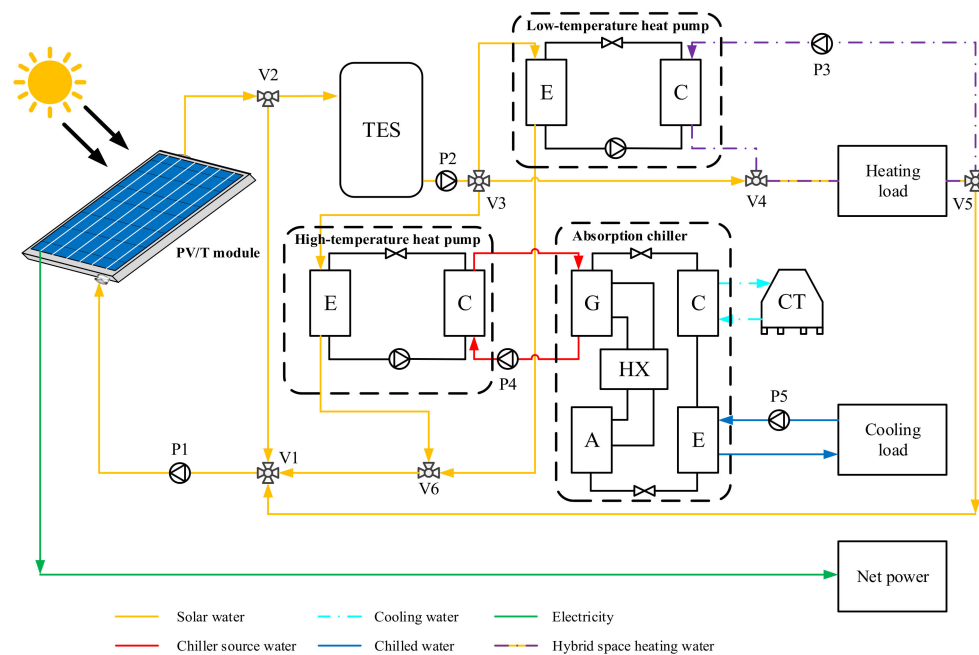 Low-temperature heat pump
V2
P3
E
C
TES
P2
V3
V4
Heating
load
V5
PV/T module
High-temperature heat pump
Absorption chiller
E
C
G
C
CT
HX
P4
P5
A
E
Cooling
load
P1
V1
V6
Net power
Solar water
Cooling water
Electricity
Chiller source water
Chilled water
Hybrid space heating water